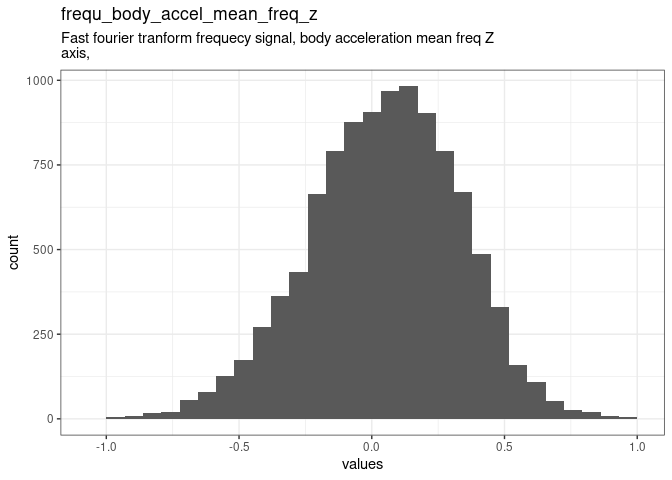 frequ_body_accel_mean_freq_z
Fast fourier tranform frequecy signal, body acceleration mean freq Z
axis,
1000
750
500
250
0
count
-1.0
-0.5
0.0
0.5
1.0
values